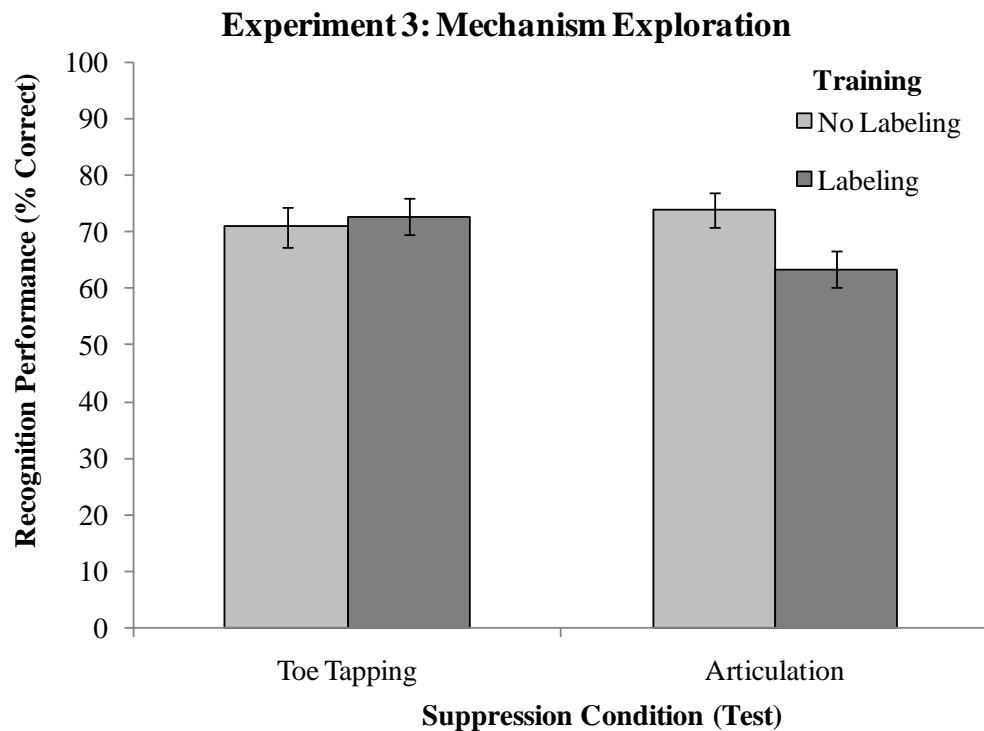 Experiment 3: Mechanism Exploration
Recognition Performance (% Correct)
100
90
80
70
60
50
40
30
20
10
0
Training
No Labeling
Labeling
Toe Tapping
Articulation
Suppression Condition (Test)